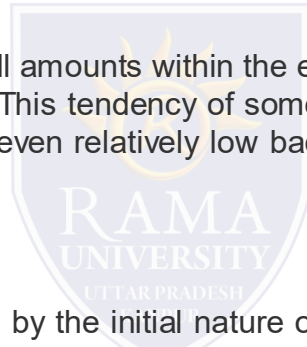 ll amounts within the e
This tendency of some
even relatively low bac
RAMA
UNIVERSITY
UTTAR PRADESH
by the initial nature o